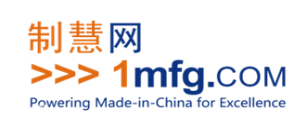 制慧网
>>> 1mfg.COM
Powering Made-in-China for Excellence